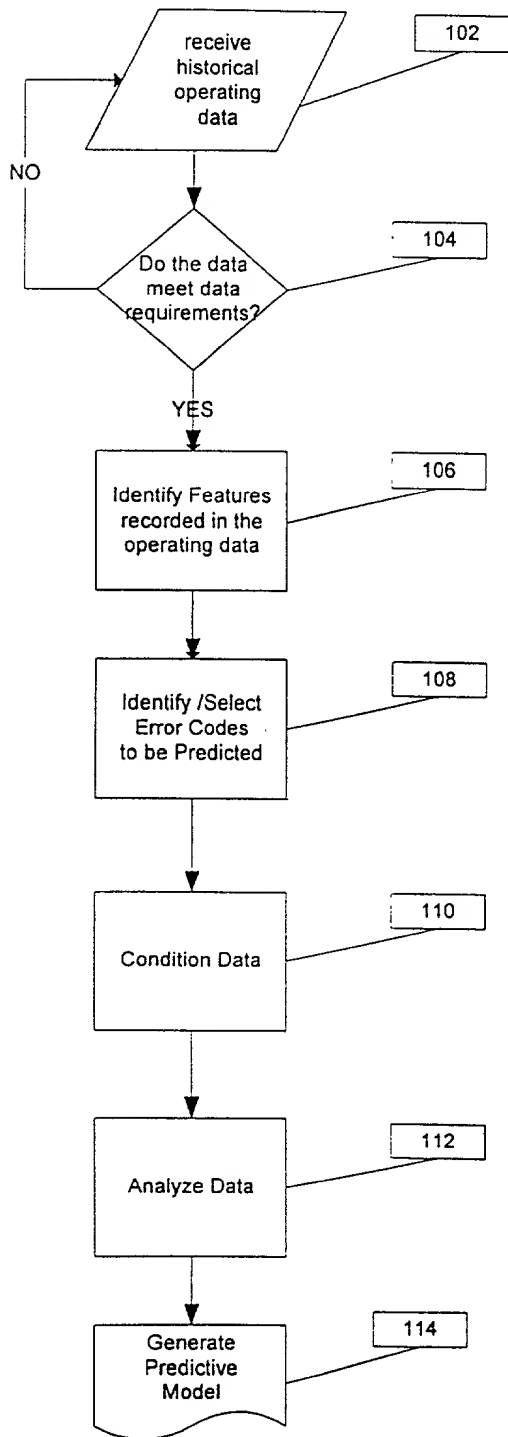 receive
historical
operating
data
102
NO
Do the data
meet data
requirements?
104
YES
Identify Features
recorded in the
operating data
106
Identify /Select
Error Codes
to be Predicted
108
Condition Data
110
Analyze Data
112
Generate
Predictive
Model
114